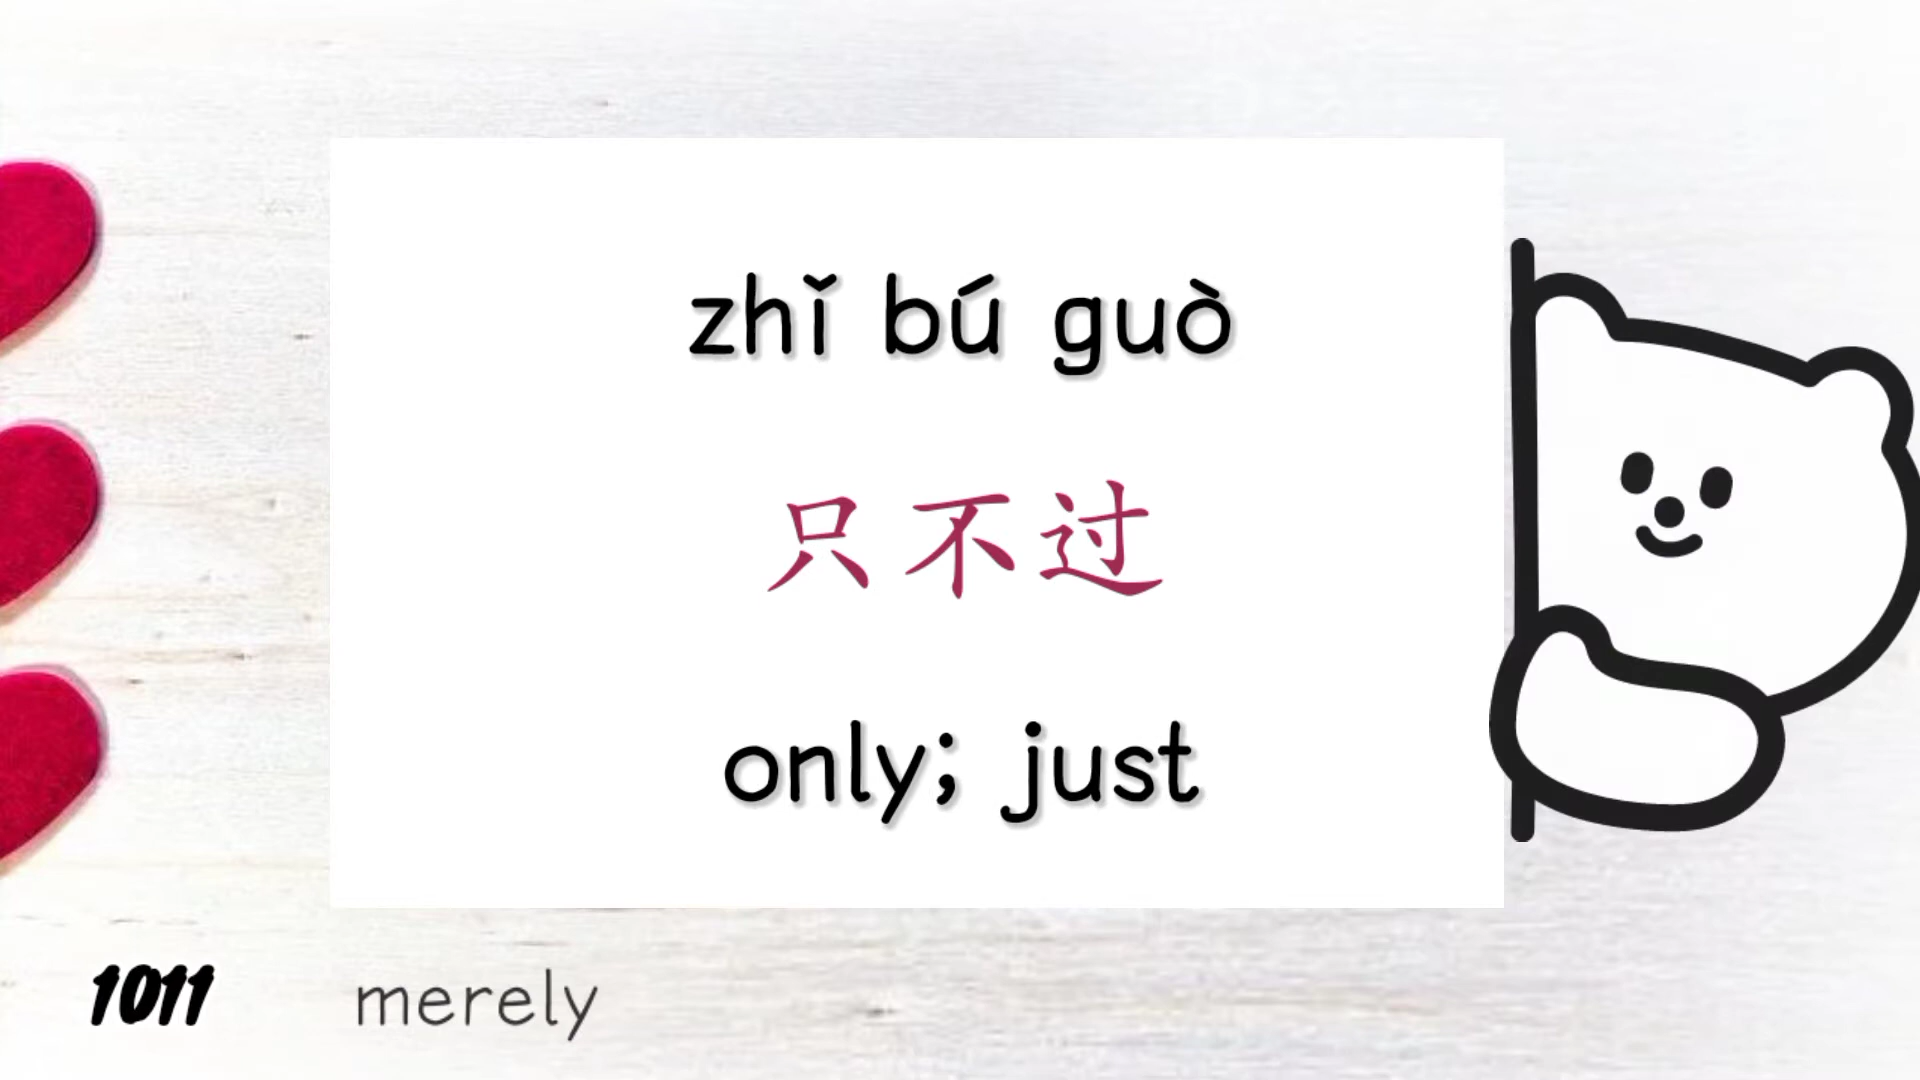 zhǐ bú guò
只不过
only; just
1011
merely